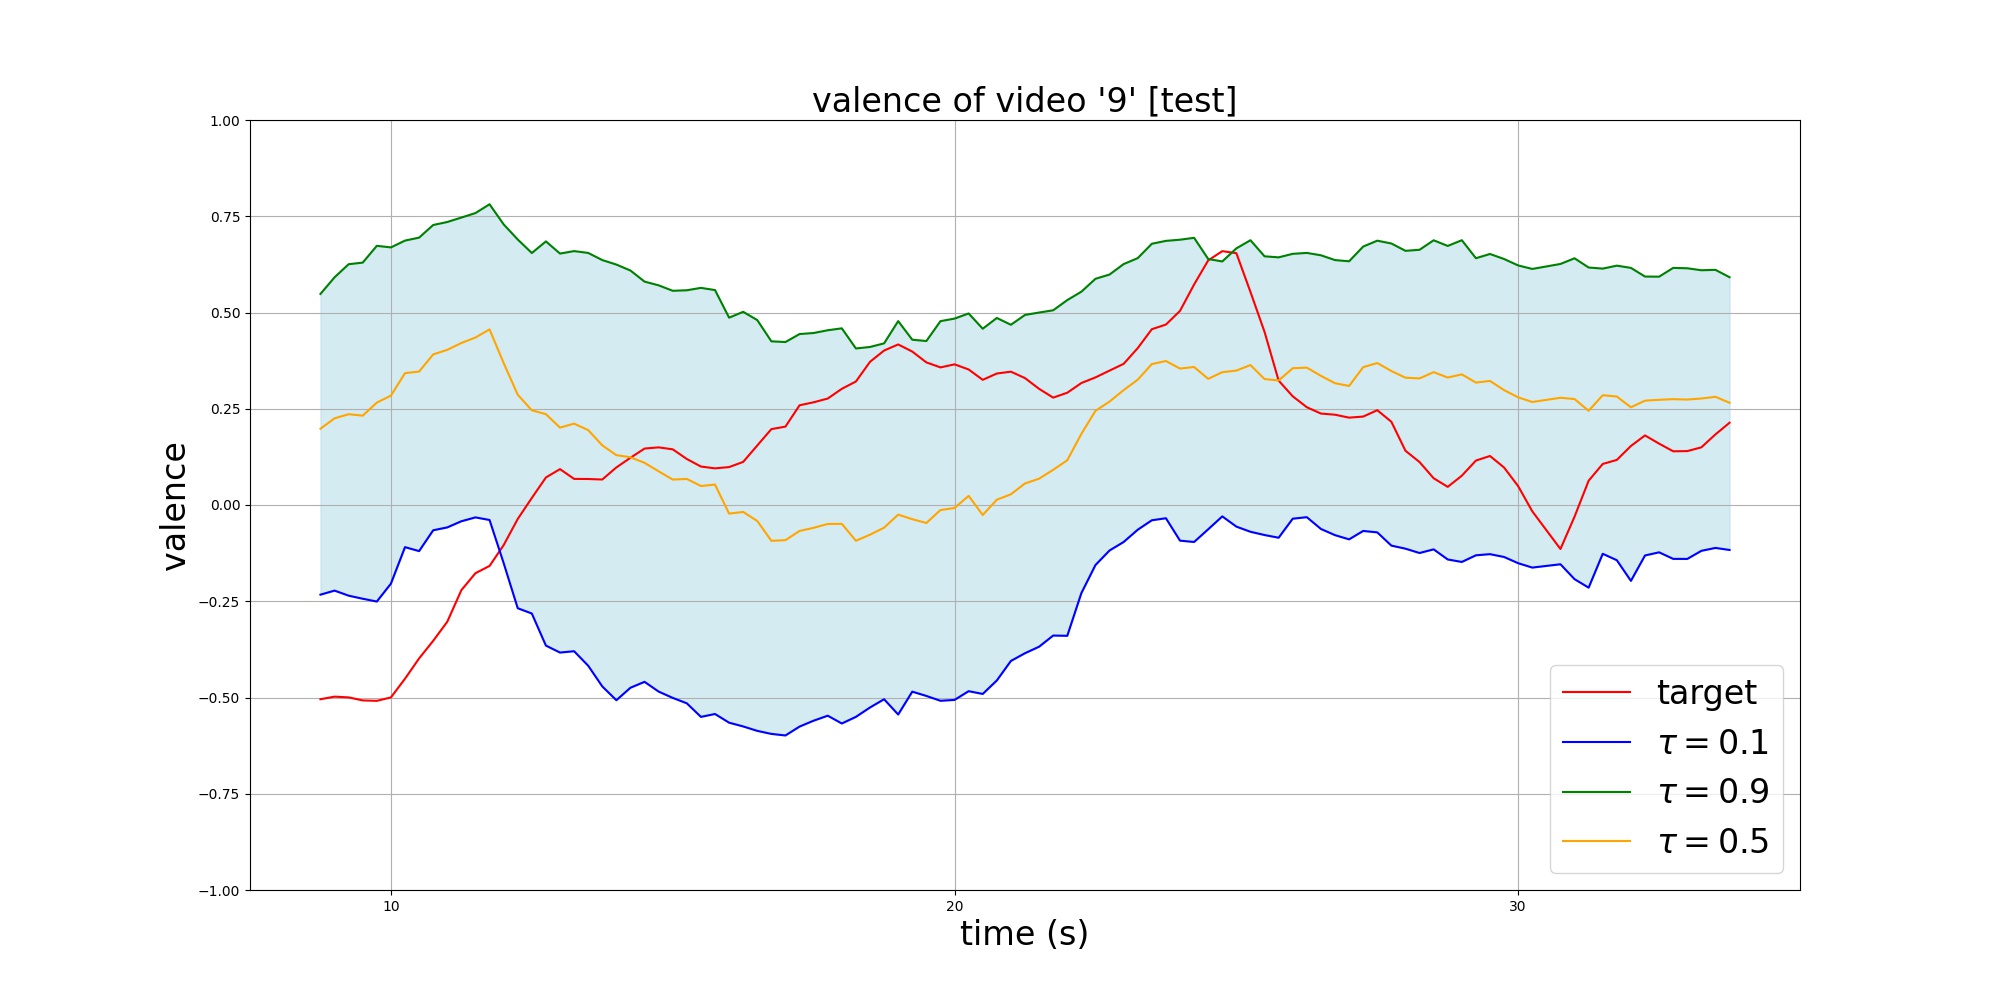 valence of video '9' [test]
1.00
0.75
0.50
0.25
0.00
−0.25
−0.50
−0.75
−1.00
valence
10
20
30
time (s)
target
τ = 0.1
τ = 0.9
τ = 0.5